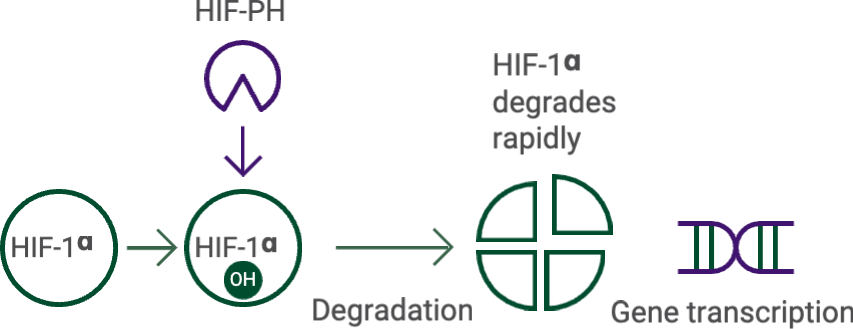 HIF-PH
HIF-1α
degrades
rapidly
HIF-1α
HIF-1α
OH
Degradation
Gene transcription